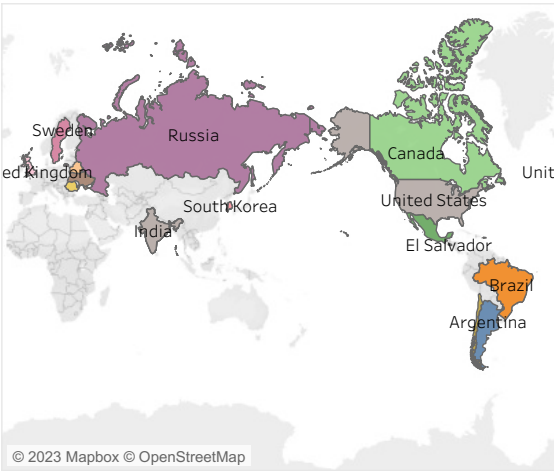 Sweden
Russia
Canada
ed Kingdom
Unit
United States
South Korea
India
El Salvador
Brazil
Argentina
© 2023 Mapbox © OpenStreetMap